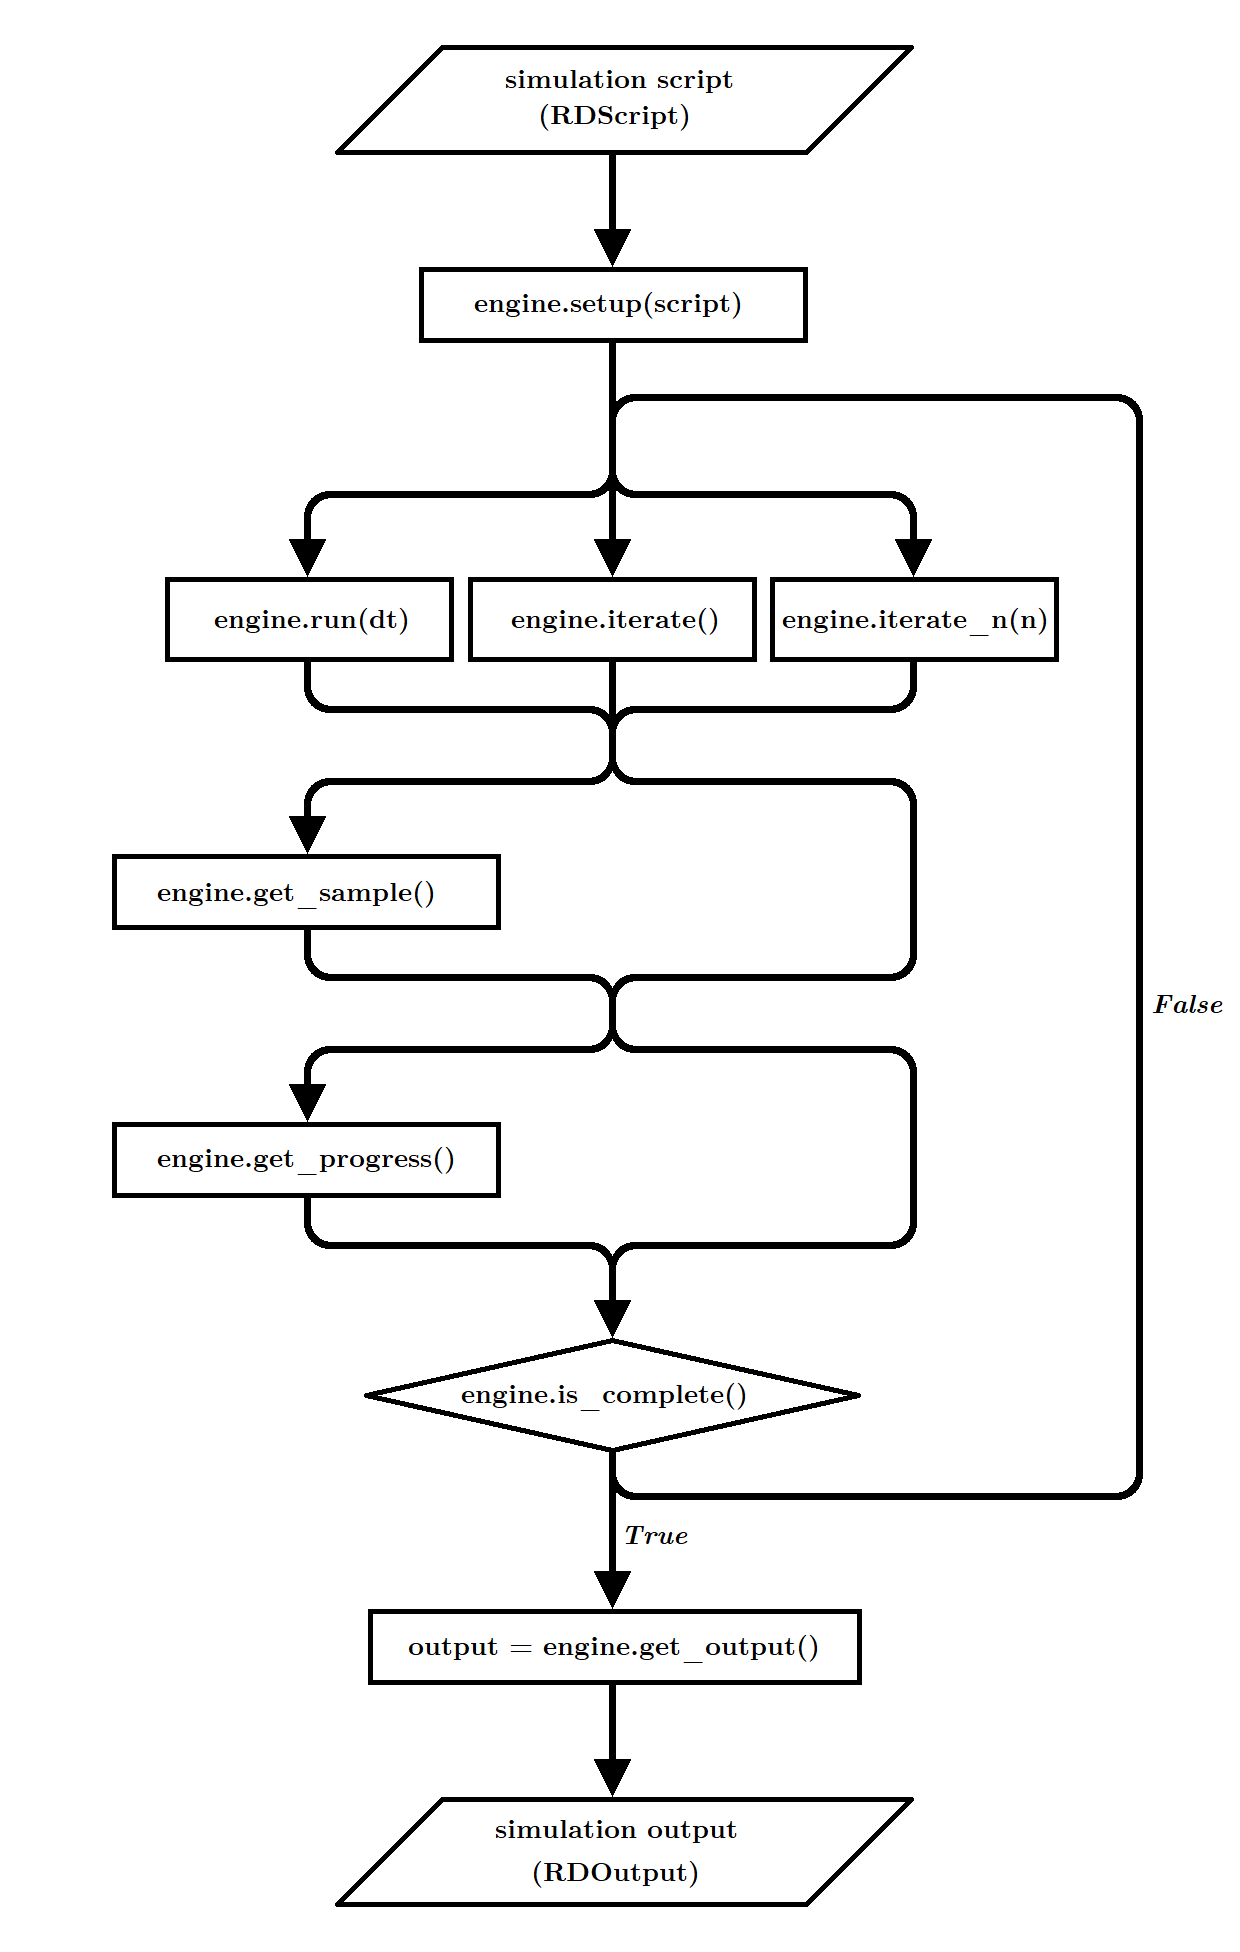 simulation script
(RDScript)
engine.setup(script)
engine.run(dt)
engine.iterate()
engine.iterate_n(n)
engine.get_sample()
False
engine.get_progress()
engine.is_complete()
True
output = engine.get_output()
simulation output
(RDOutput)